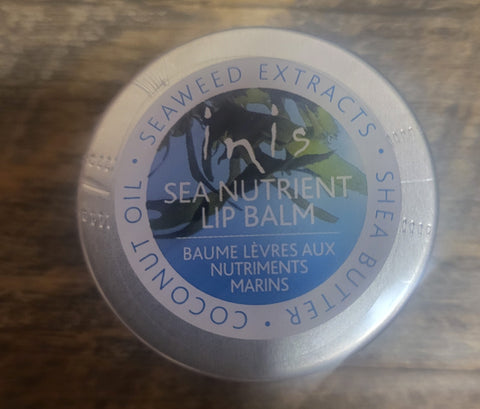 inis
SEA NUTRIENT
LIP BALM
BAUME LÈVRES AUX
NUTRIMENTS
MARINS
COCONUT OIL • SEAWEED EXTRACTS • SHEA BUTTER •